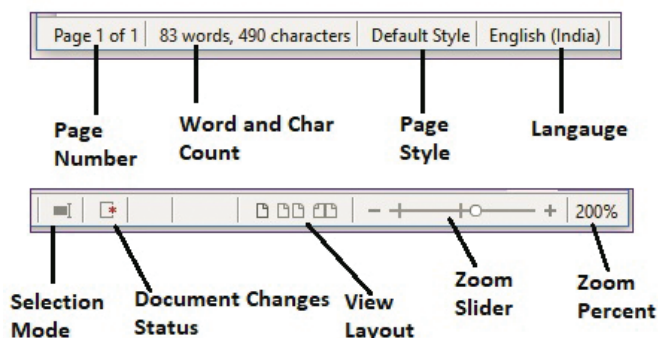 Page 1 of 1 83 words, 490 characters Default Style English (India)
Page Number
Word and Char Count
Page Style
Langauge
200%
Selection Mode
Document Changes Status
View Layout
Zoom Slider
Zoom Percent